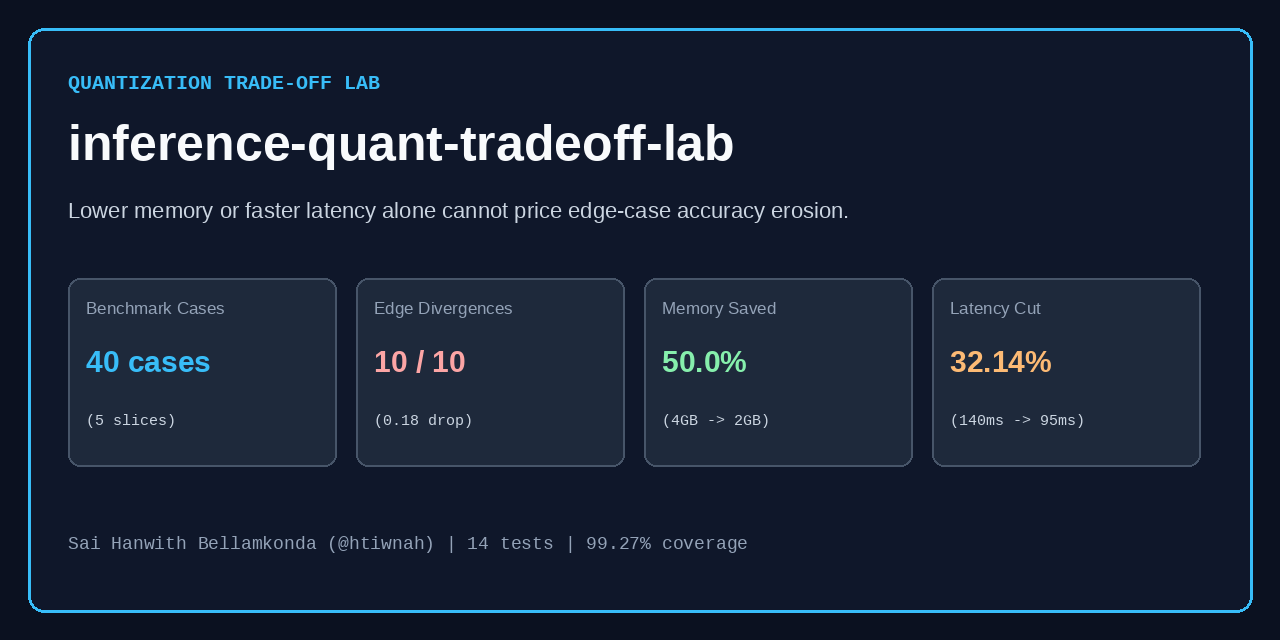 QUANTIZATION TRADE-OFF LAB
inference-quant-tradeoff-lab
Lower memory or faster latency alone cannot price edge-case accuracy erosion.
Benchmark Cases
40 cases
(5 slices)
Edge Divergences
10 / 10
(0.18 drop)
Memory Saved
50.0%
(4GB -> 2GB)
Latency Cut
32.14%
(140ms -> 95ms)
Sai Hanwith Bellamkonda (@htiwnah) | 14 tests | 99.27% coverage